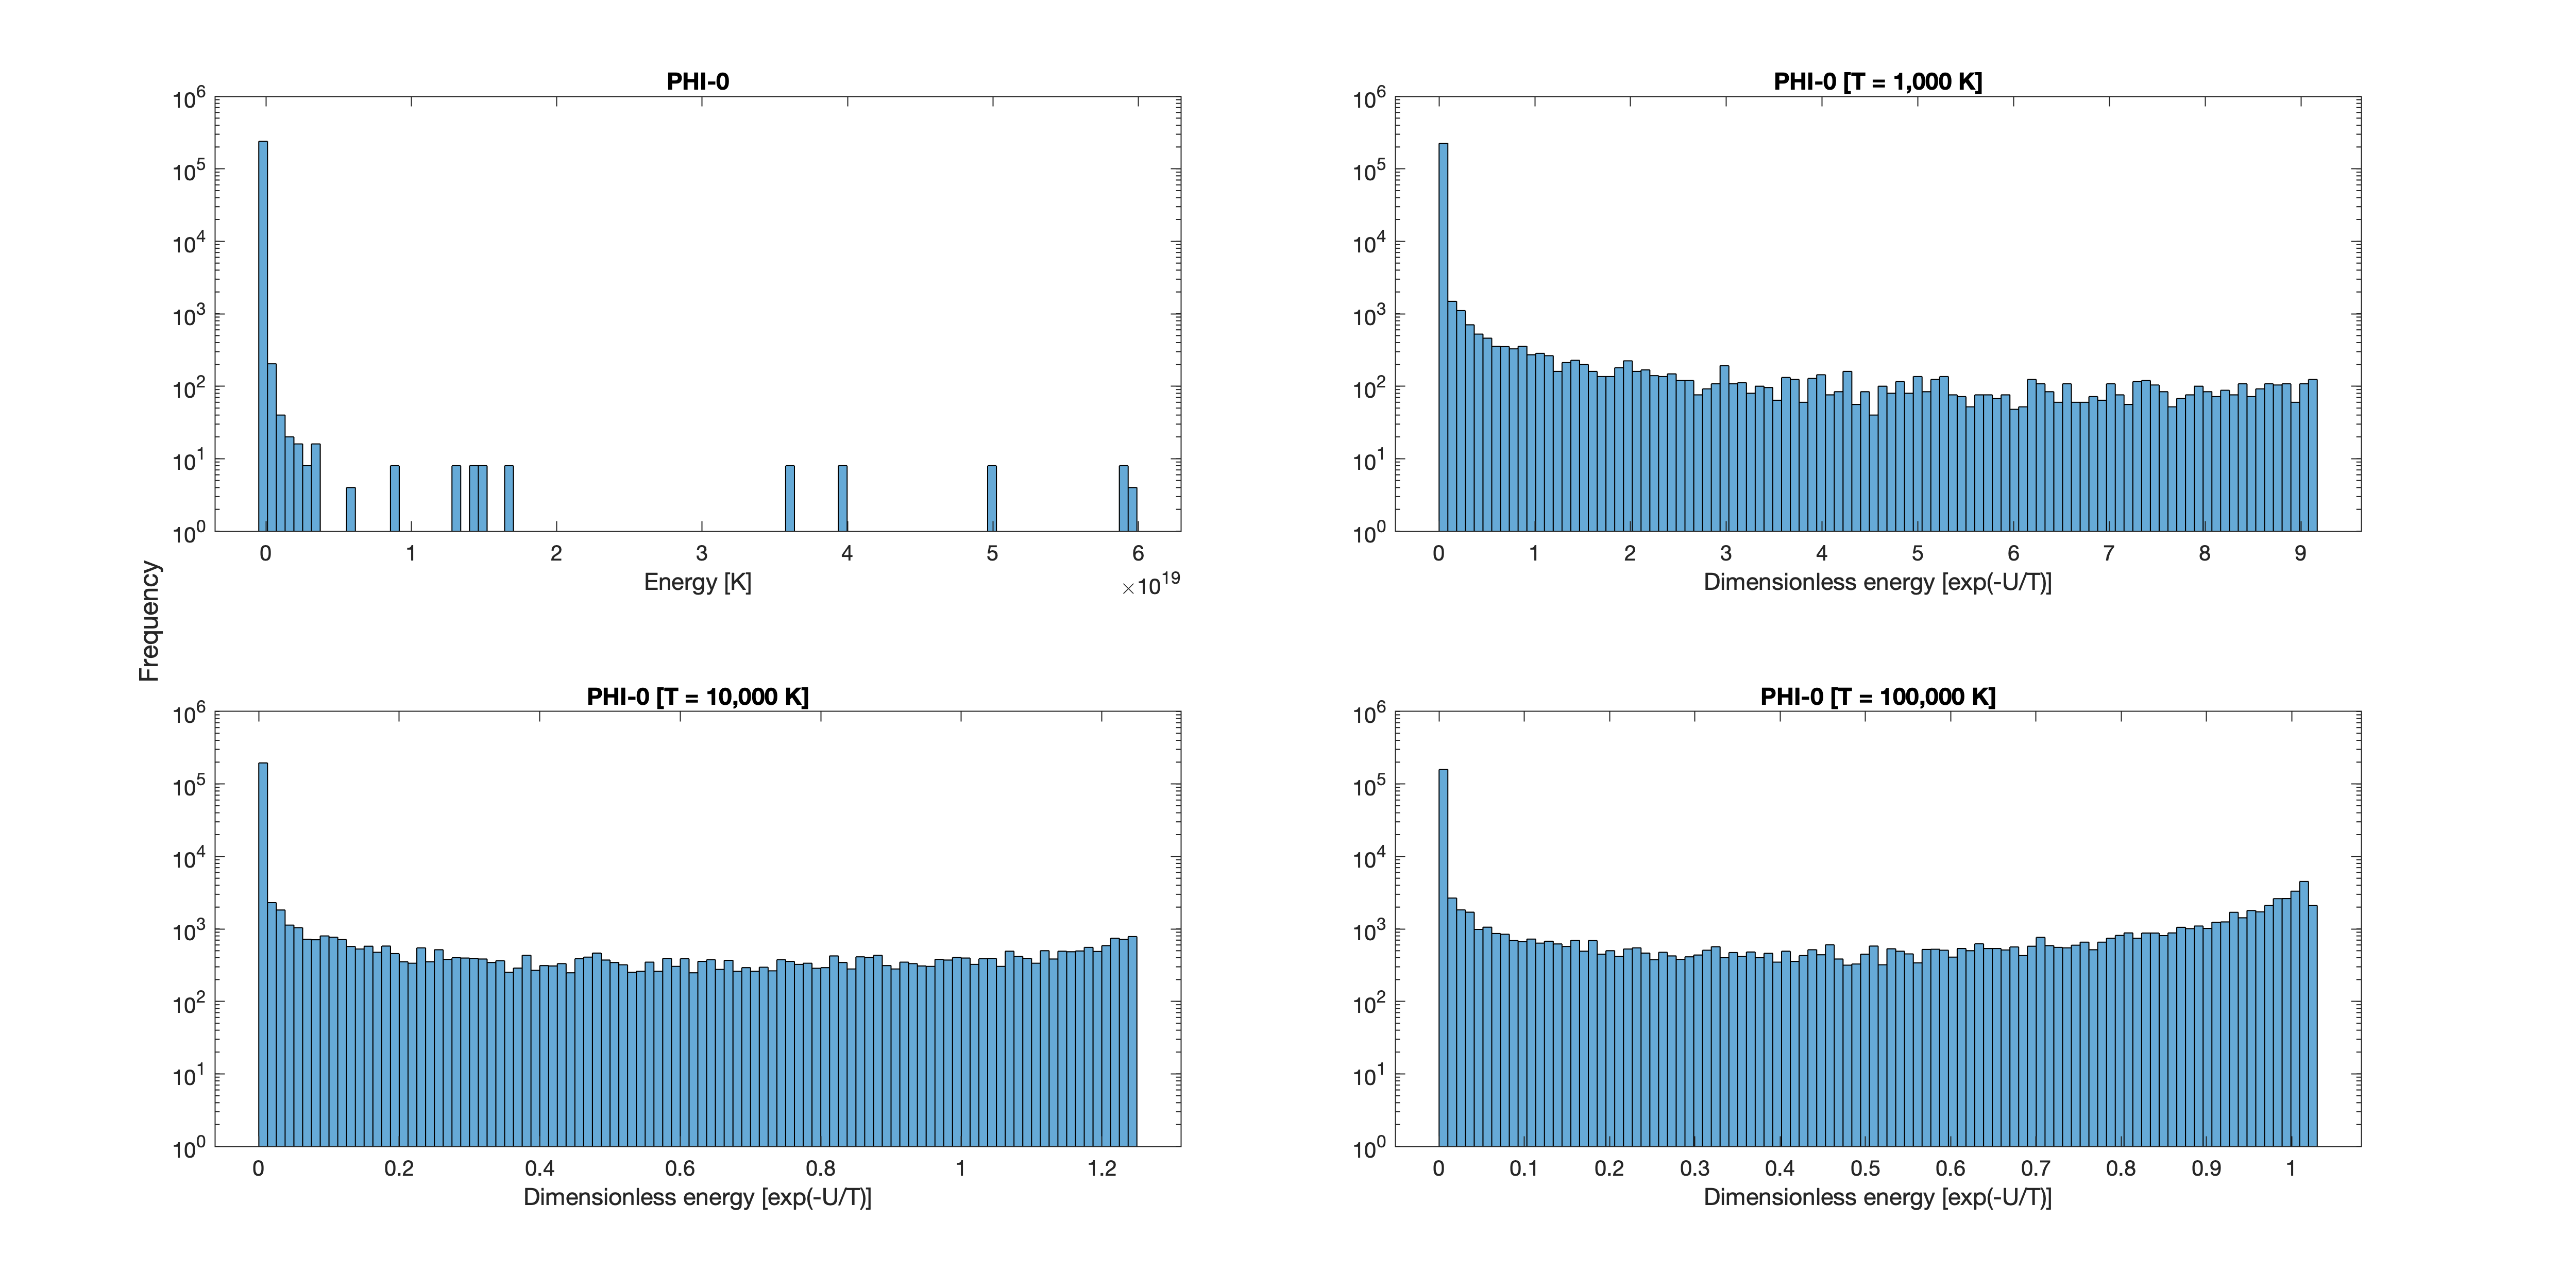 PHI-0
10^6
10^5
10^4
10^3
10^2
10^1
10^0
0 1 2 3 4 5 6
×10^19
Energy [K]
PHI-0 [T = 1,000 K]
10^6
10^5
10^4
10^3
10^2
10^1
10^0
0 1 2 3 4 5 6 7 8 9
Dimensionless energy [exp(-U/T)]
Frequency
PHI-0 [T = 10,000 K]
10^6
10^5
10^4
10^3
10^2
10^1
10^0
0 0.2 0.4 0.6 0.8 1 1.2
Dimensionless energy [exp(-U/T)]
PHI-0 [T = 100,000 K]
10^6
10^5
10^4
10^3
10^2
10^1
10^0
0 0.1 0.2 0.3 0.4 0.5 0.6 0.7 0.8 0.9 1
Dimensionless energy [exp(-U/T)]